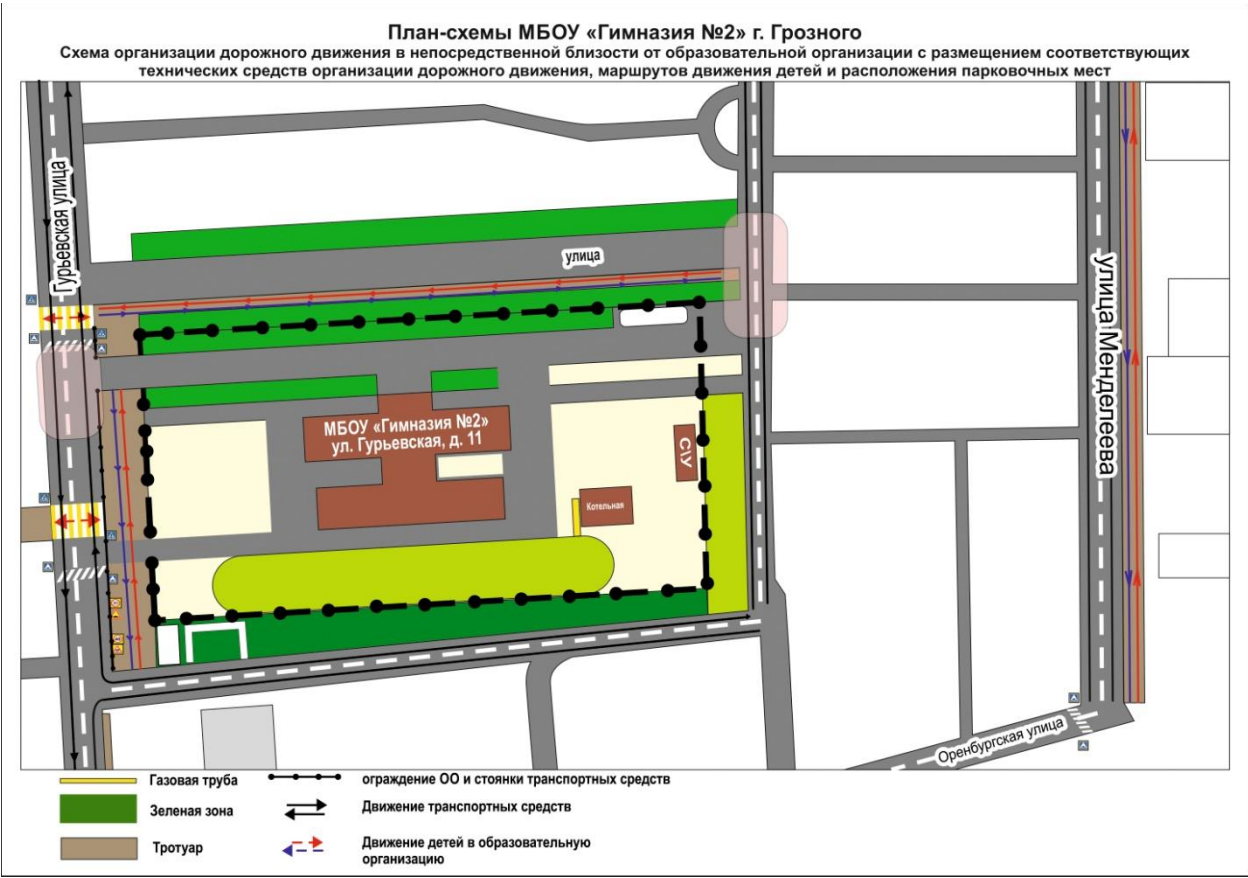 План-схемы МБОУ «Гимназия №2» г. Грозного
Схема организации дорожного движения в непосредственной близости от образовательной организации с размещением соответствующих
технических средств организации дорожного движения, маршрутов движения детей и расположения парковочных мест
Гурьевская улица
улица
улица Менделеева
МБОУ «Гимназия №2»
ул. Гурьевская, д. 11
С\У
Котельная
Оренбургская улица
Газовая труба
ограждение ОО и стоянки транспортных средств
Зеленая зона
Движение транспортных средств
Тротуар
Движение детей в образовательную
организацию